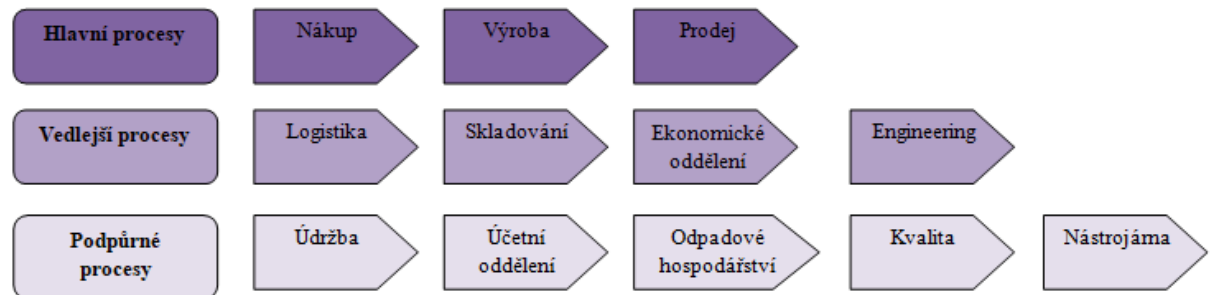 Hlavní procesy
Nákup
Výroba
Prodej
Vedlejší procesy
Logistika
Skladování
Ekonomické
oddělení
Engineering
Podpůrné
procesy
Údržba
Účetní
oddělení
Odpadové
hospodářství
Kvalita
Nástrojárna